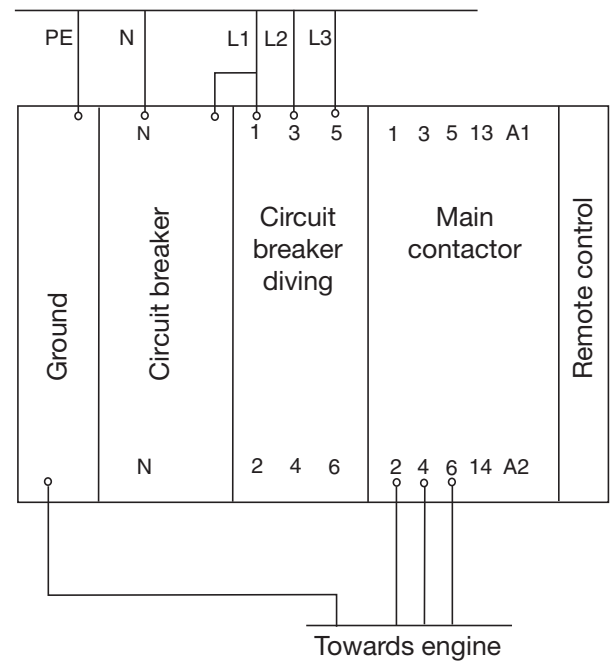 PE N L1 L2 L3
N 1 3 5 1 3 5 13 A1
Ground
Circuit breaker
Circuit
breaker
diving
Main
contactor
Remote control
N 2 4 6 2 4 6 14 A2
Towards engine